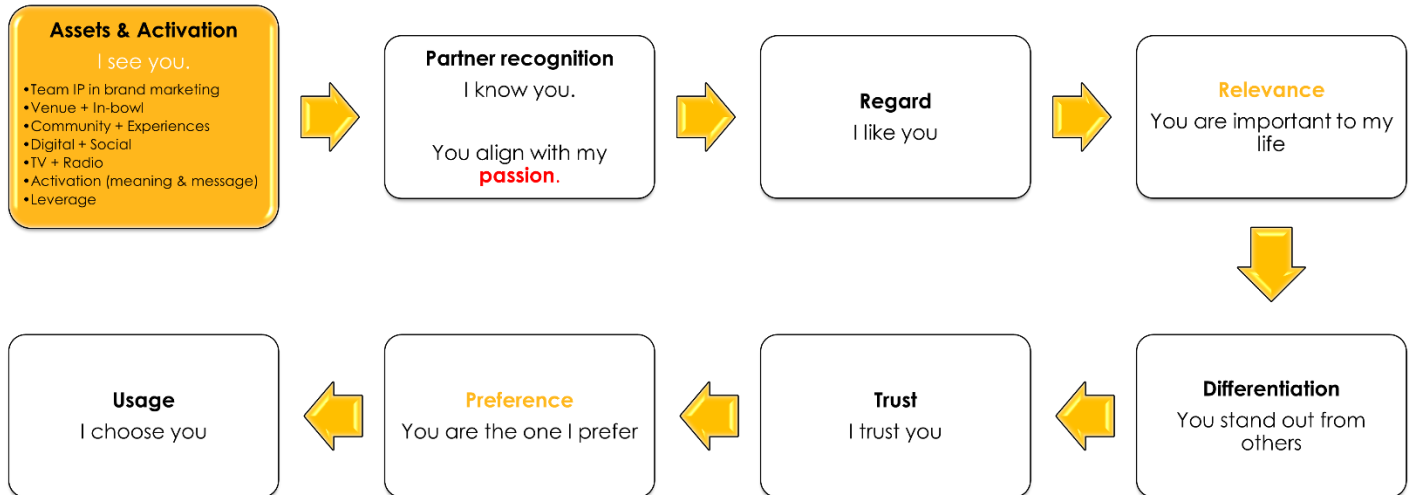 Assets & Activation
I see you.
•Team IP in brand marketing
•Venue + In-bowl
•Community + Experiences
•Digital + Social
•TV + Radio
•Activation (meaning & message)
•Leverage
Partner recognition
I know you.
You align with my
passion.
Regard
I like you
Relevance
You are important to my
life
Differentiation
You stand out from
others
Trust
I trust you
Preference
You are the one I prefer
Usage
I choose you